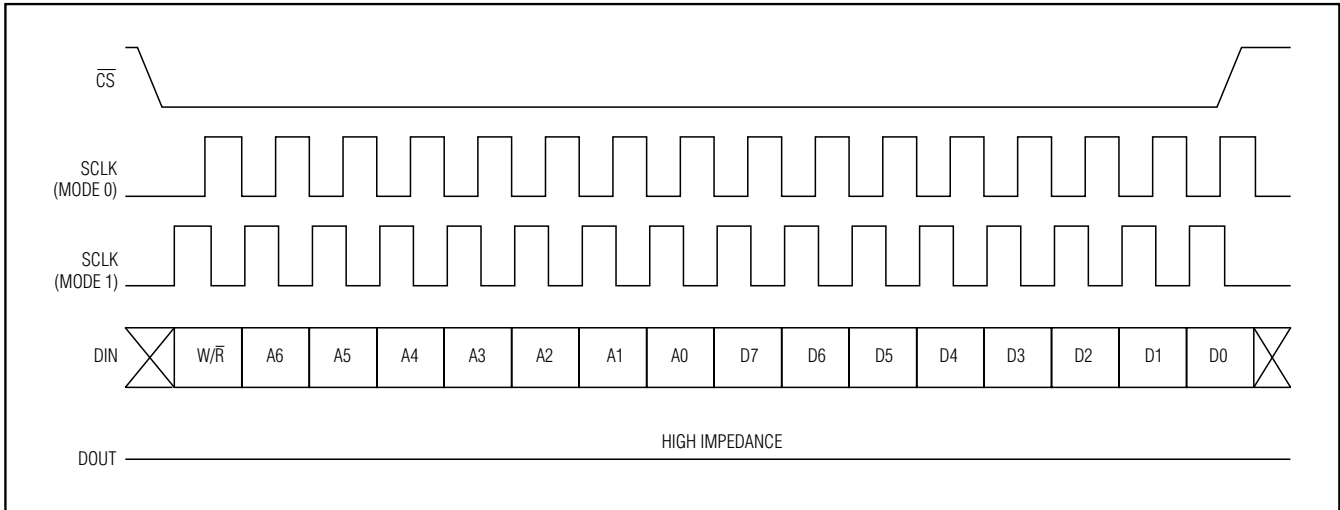 C̅S̅
SCLK
(MODE 0)
SCLK
(MODE 1)
DIN W/R̅ A6 A5 A4 A3 A2 A1 A0 D7 D6 D5 D4 D3 D2 D1 D0
HIGH IMPEDANCE
DOUT